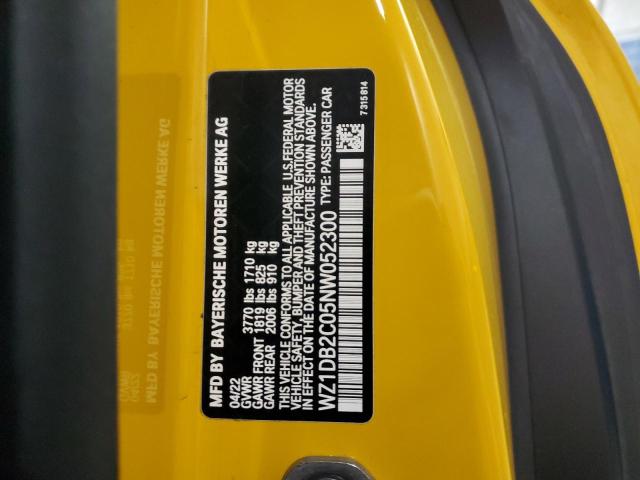 MFD BY BAYERISCHE MOTOREN WERKE AG
04/22
GVWR 3770 lbs 1710 kg
GAWR FRONT 1819 lbs 825 kg
GAWR REAR 2006 lbs 910 kg
THIS VEHICLE CONFORMS TO ALL APPLICABLE U.S.FEDERAL MOTOR
VEHICLE SAFETY, BUMPER AND THEFT PREVENTION STANDARDS
IN EFFECT ON THE DATE OF MANUFACTURE SHOWN ABOVE.
WZ1DB2C05NW052300 TYPE: PASSENGER CAR
7315814